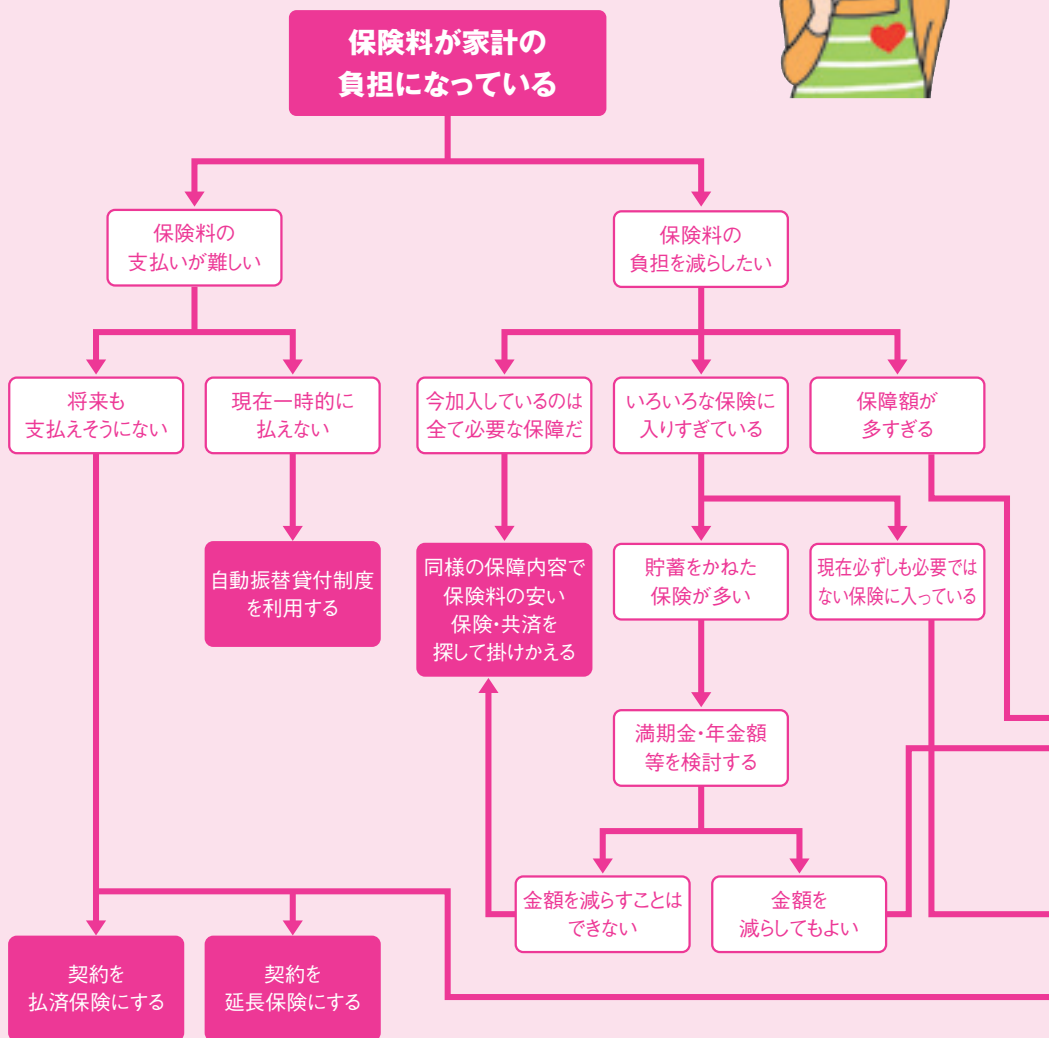 保険料が家計の
負担になっている
保険料の
支払いが難しい
保険料の
負担を減らしたい
将来も
支払えそうにない
現在一時的に
払えない
今加入しているのは
全て必要な保障だ
いろいろな保険に
入りすぎている
保障額が
多すぎる
自動振替貸付制度
を利用する
同様の保障内容で
保険料の安い
保険・共済を
探して掛けかえる
貯蓄をかねた
保険が多い
現在必ずしも必要では
ない保険に入っている
満期金・年金額
等を検討する
金額を減らすことは
できない
金額を
減らしてもよい
契約を
払済保険にする
契約を
延長保険にする